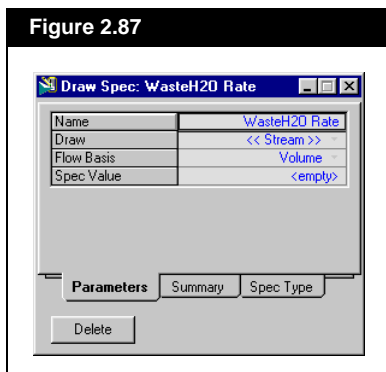 Figure 2.87
Draw Spec: WasteH2O Rate
Name WasteH2O Rate
Draw << Stream >>
Flow Basis Volume
Spec Value <empty>
Parameters Summary Spec Type
Delete